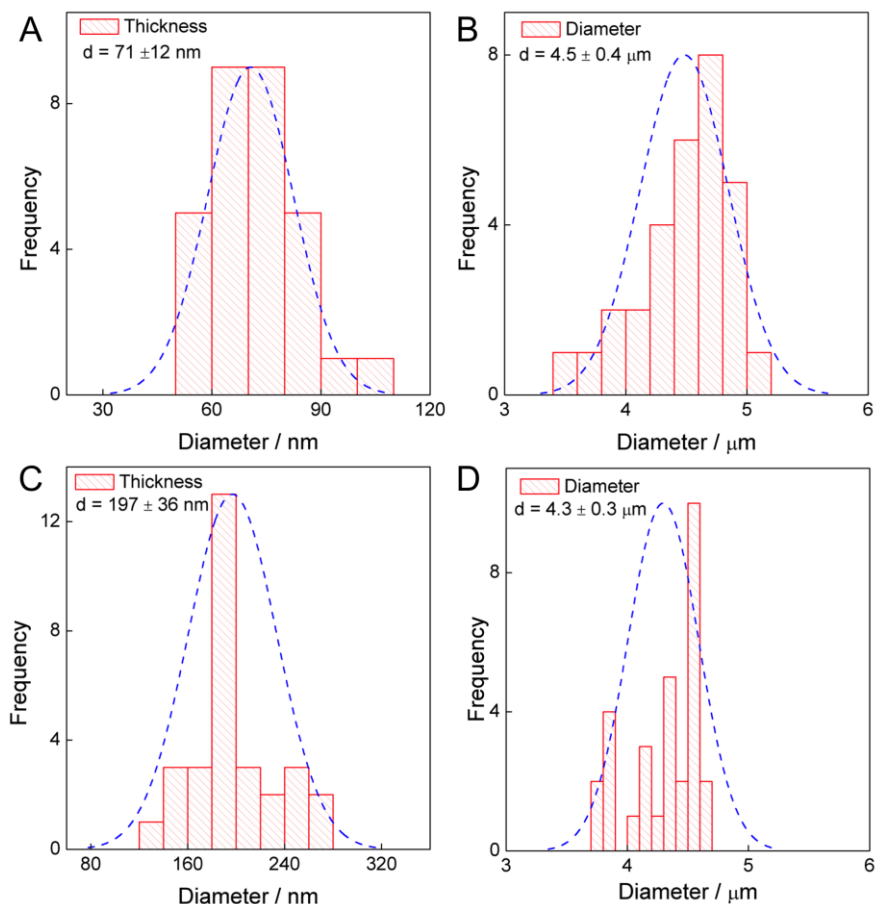 A
Thickness
d = 71 ±12 nm
Frequency
8
4
0
30
60
90
120
Diameter / nm
B
Diameter
d = 4.5 ± 0.4 μm
Frequency
8
4
0
3
4
5
6
Diameter / μm
C
Thickness
d = 197 ± 36 nm
Frequency
12
8
4
0
80
160
240
320
Diameter / nm
D
Diameter
d = 4.3 ± 0.3 μm
Frequency
8
4
0
3
4
5
6
Diameter / μm